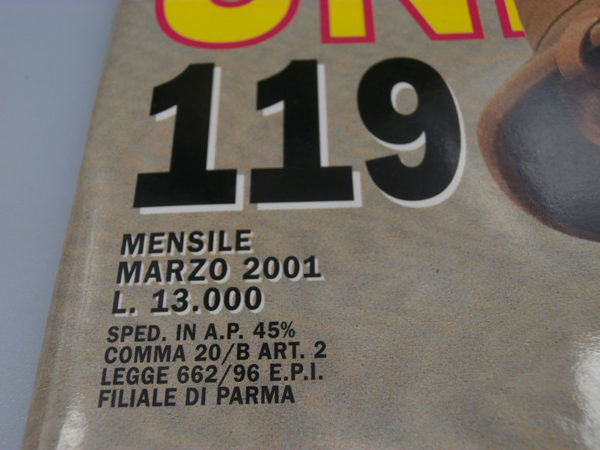 119
MENSILE
MARZO 2001
L. 13.000
SPED. IN A.P. 45%
COMMA 20/B ART. 2
LEGGE 662/96 E.P.I.
FILIALE DI PARMA